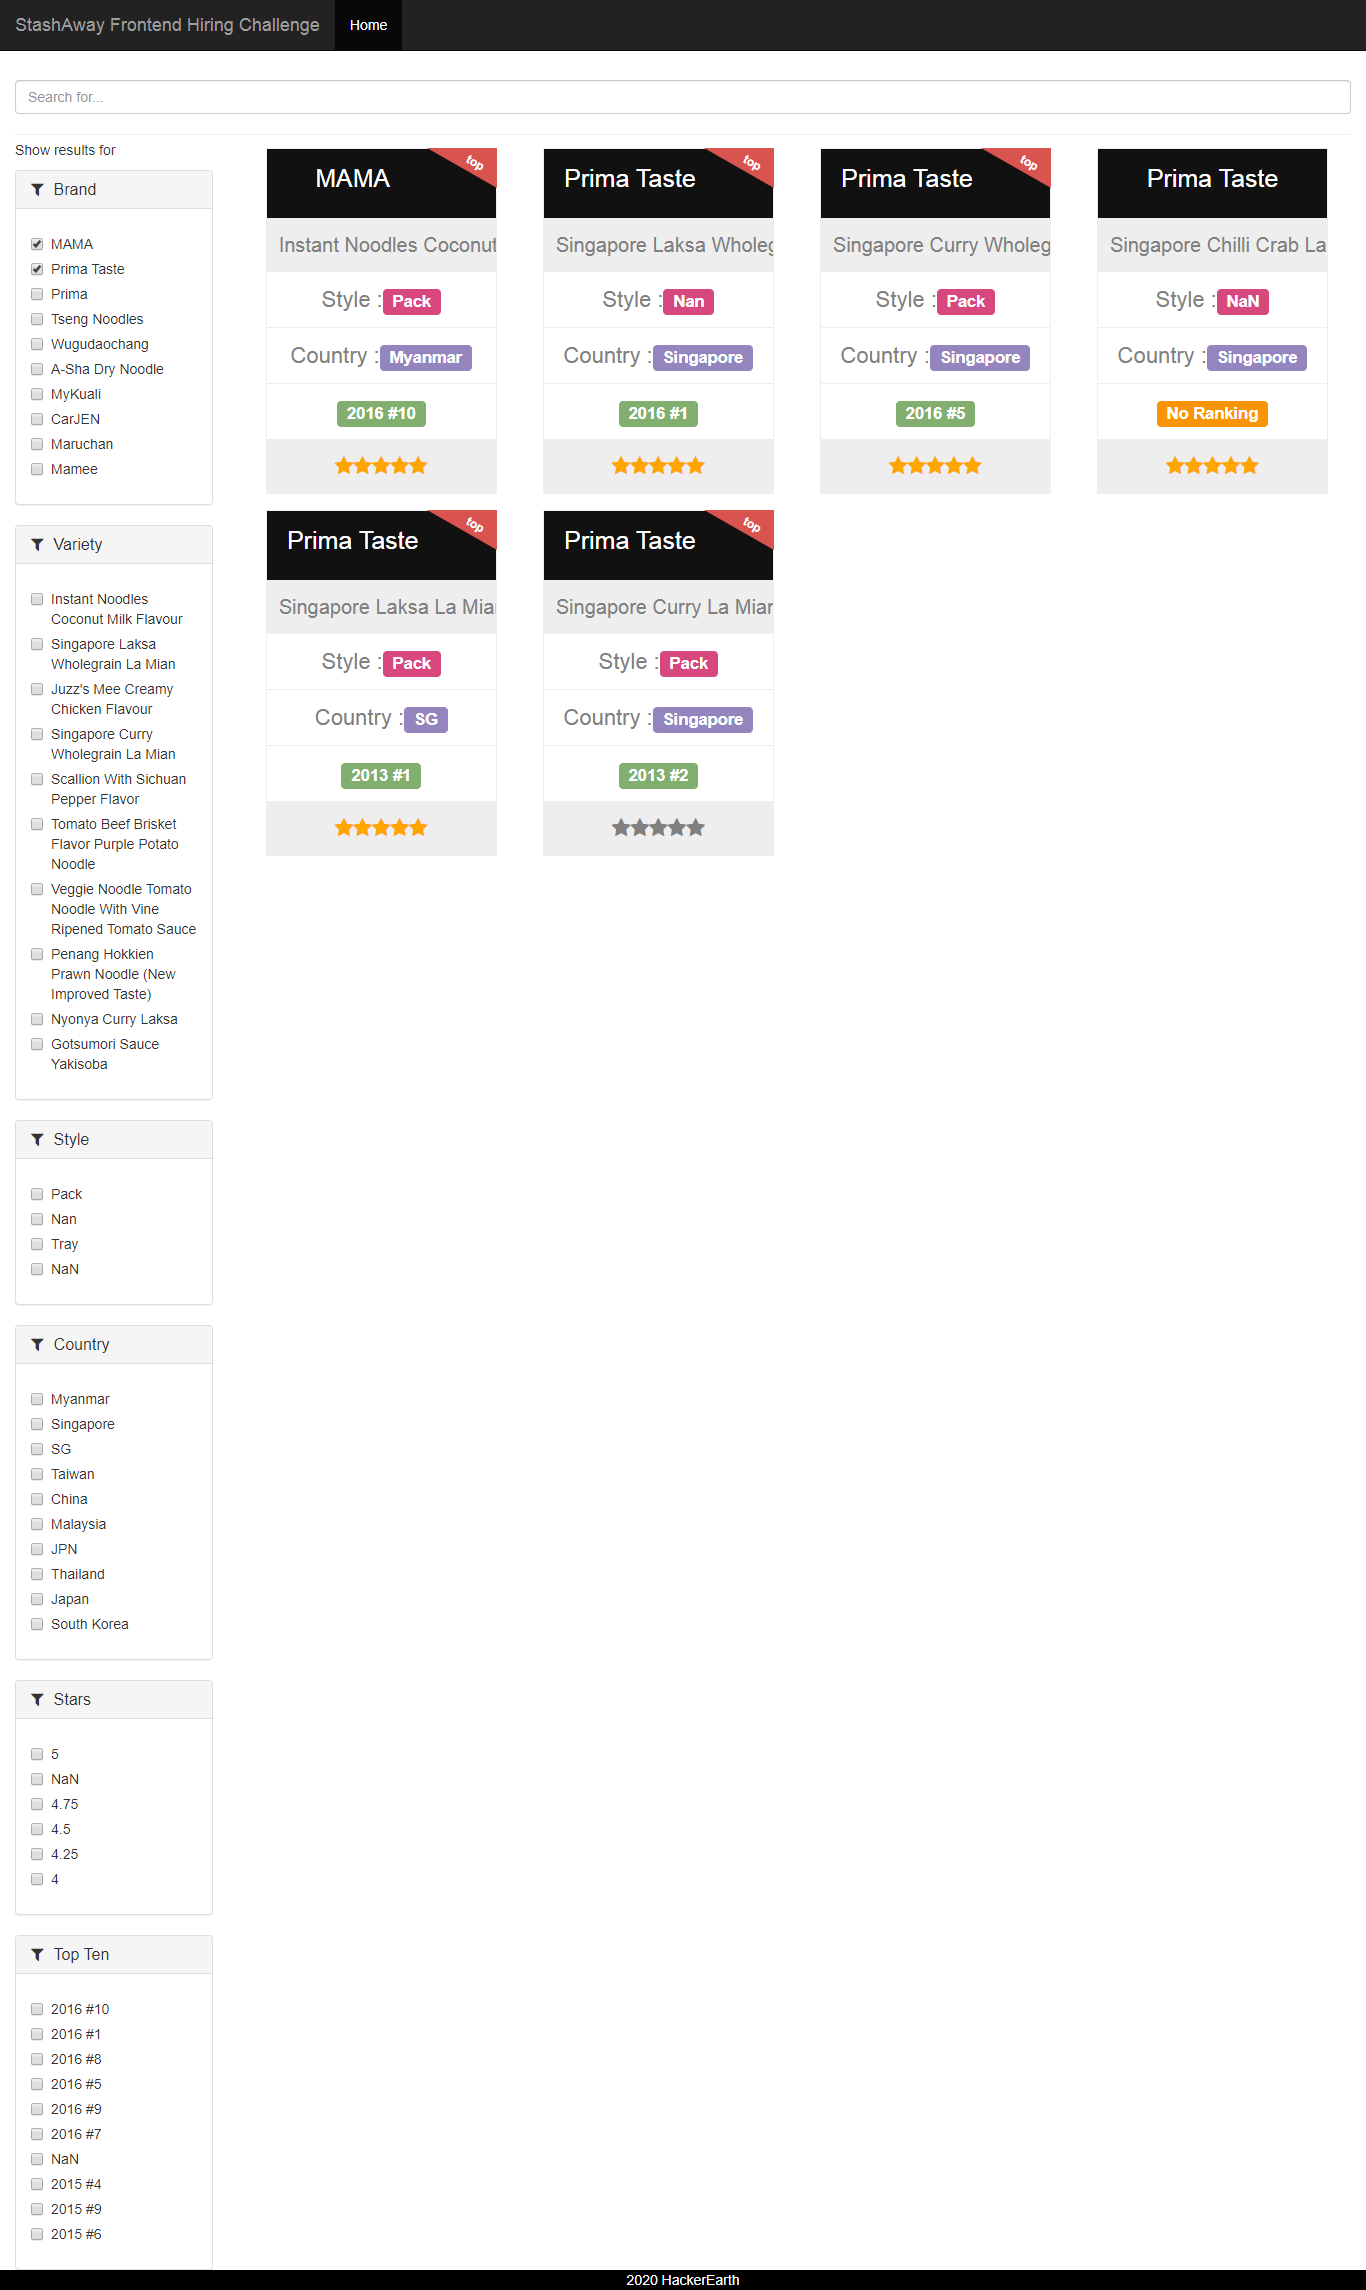 StashAway Frontend Hiring Challenge
Home
Search for...
Show results for
Brand
MAMA
Prima Taste
Prima
Tseng Noodles
Wugudaochang
A-Sha Dry Noodle
MyKuali
CarJEN
Maruchan
Mamee
Variety
Instant Noodles
Coconut Milk Flavour
Singapore Laksa
Wholegrain La Mian
Juzz's Mee Creamy
Chicken Flavour
Singapore Curry
Wholegrain La Mian
Scallion With Sichuan
Pepper Flavor
Tomato Beef Brisket
Flavor Purple Potato
Noodle
Veggie Noodle Tomato
Noodle With Vine
Ripened Tomato Sauce
Penang Hokkien
Prawn Noodle (New
Improved Taste)
Nyonya Curry Laksa
Gotsumori Sauce
Yakisoba
Style
Pack
Nan
Tray
NaN
Country
Myanmar
Singapore
SG
Taiwan
China
Malaysia
JPN
Thailand
Japan
South Korea
Stars
5
NaN
4.75
4.5
4.25
4
Top Ten
2016 #10
2016 #1
2016 #8
2016 #5
2016 #9
2016 #7
NaN
2015 #4
2015 #9
2015 #6
MAMA
top
Instant Noodles Coconut
Style : Pack
Country : Myanmar
2016 #10
Prima Taste
top
Singapore Laksa Wholeg
Style : Nan
Country : Singapore
2016 #1
Prima Taste
top
Singapore Curry Wholeg
Style : Pack
Country : Singapore
2016 #5
Prima Taste
Singapore Chilli Crab La
Style : NaN
Country : Singapore
No Ranking
Prima Taste
top
Singapore Laksa La Mia
Style : Pack
Country : SG
2013 #1
Prima Taste
top
Singapore Curry La Mian
Style : Pack
Country : Singapore
2013 #2
2020 HackerEarth